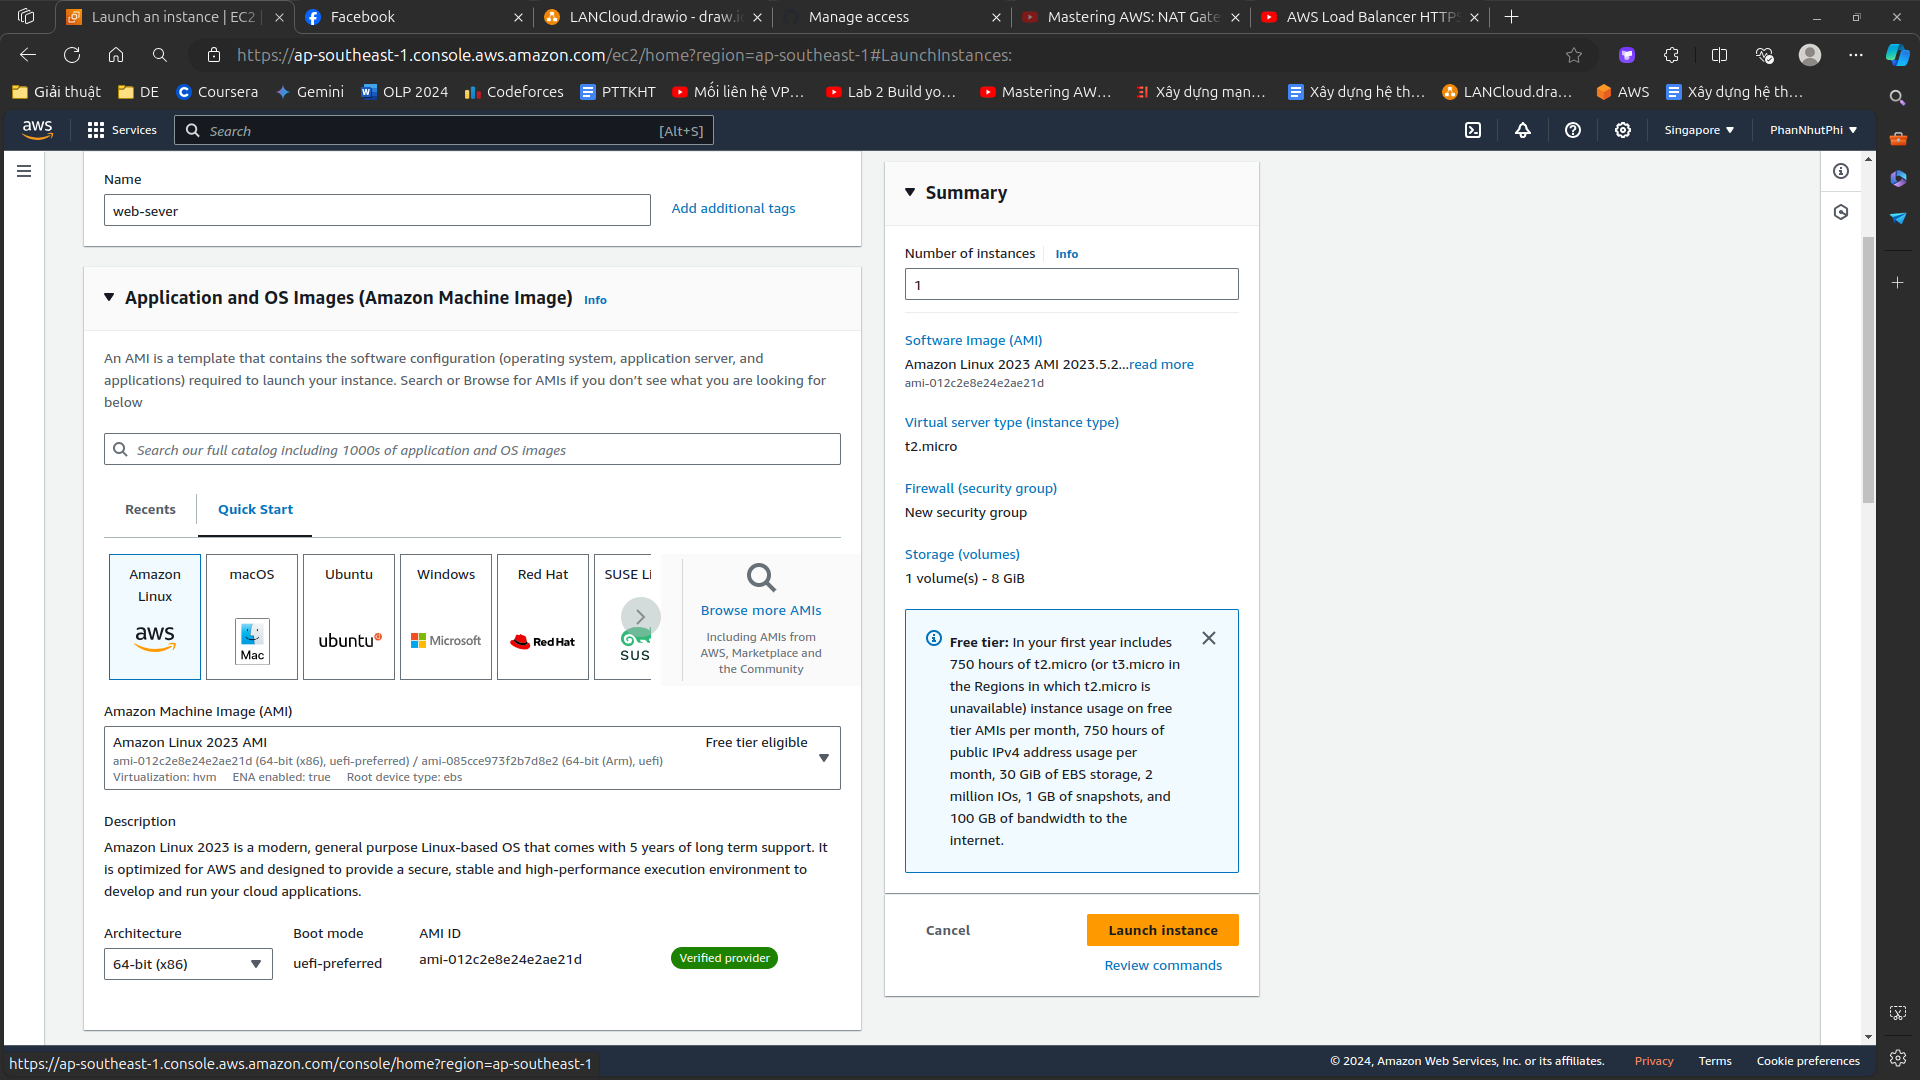 Launch an instance | EC2
Facebook
LANCloud.drawio - draw.i
Manage access
Mastering AWS: NAT Gate
AWS Load Balancer HTTPS
https://ap-southeast-1.console.aws.amazon.com/ec2/home?region=ap-southeast-1#LaunchInstances:
Giải thuật
DE
Coursera
Gemini
OLP 2024
Codeforces
PTTKHT
Mối liên hệ VP...
Lab 2 Build yo...
Mastering AW...
Xây dựng mạn...
Xây dựng hệ th...
LANCloud.dra...
AWS
Xây dựng hệ th...
aws
Services
Search
[Alt+S]
Singapore
PhanNhutPhi
Name
web-sever
Add additional tags
Application and OS Images (Amazon Machine Image) Info
An AMI is a template that contains the software configuration (operating system, application server, and
applications) required to launch your instance. Search or Browse for AMIs if you don’t see what you are looking for
below
Search our full catalog including 1000s of application and OS images
Recents
Quick Start
Amazon
Linux
aws
macOS
Mac
Ubuntu
ubuntu
Windows
Microsoft
Red Hat
Red Hat
SUSE Li
SUS
Browse more AMIs
Including AMIs from
AWS, Marketplace and
the Community
Amazon Machine Image (AMI)
Amazon Linux 2023 AMI
Free tier eligible
ami-012c2e8e24e2ae21d (64-bit (x86), uefi-preferred) / ami-085cce973f2b7d8e2 (64-bit (Arm), uefi)
Virtualization: hvm ENA enabled: true Root device type: ebs
Description
Amazon Linux 2023 is a modern, general purpose Linux-based OS that comes with 5 years of long term support. It
is optimized for AWS and designed to provide a secure, stable and high-performance execution environment to
develop and run your cloud applications.
Architecture
64-bit (x86)
Boot mode
uefi-preferred
AMI ID
ami-012c2e8e24e2ae21d
Verified provider
Summary
Number of instances Info
1
Software Image (AMI)
Amazon Linux 2023 AMI 2023.5.2...read more
ami-012c2e8e24e2ae21d
Virtual server type (instance type)
t2.micro
Firewall (security group)
New security group
Storage (volumes)
1 volume(s) - 8 GiB
Free tier: In your first year includes
750 hours of t2.micro (or t3.micro in
the Regions in which t2.micro is
unavailable) instance usage on free
tier AMIs per month, 750 hours of
public IPv4 address usage per
month, 30 GiB of EBS storage, 2
million IOs, 1 GB of snapshots, and
100 GB of bandwidth to the
internet.
Cancel
Launch instance
Review commands
https://ap-southeast-1.console.aws.amazon.com/console/home?region=ap-southeast-1
© 2024, Amazon Web Services, Inc. or its affiliates.
Privacy
Terms
Cookie preferences